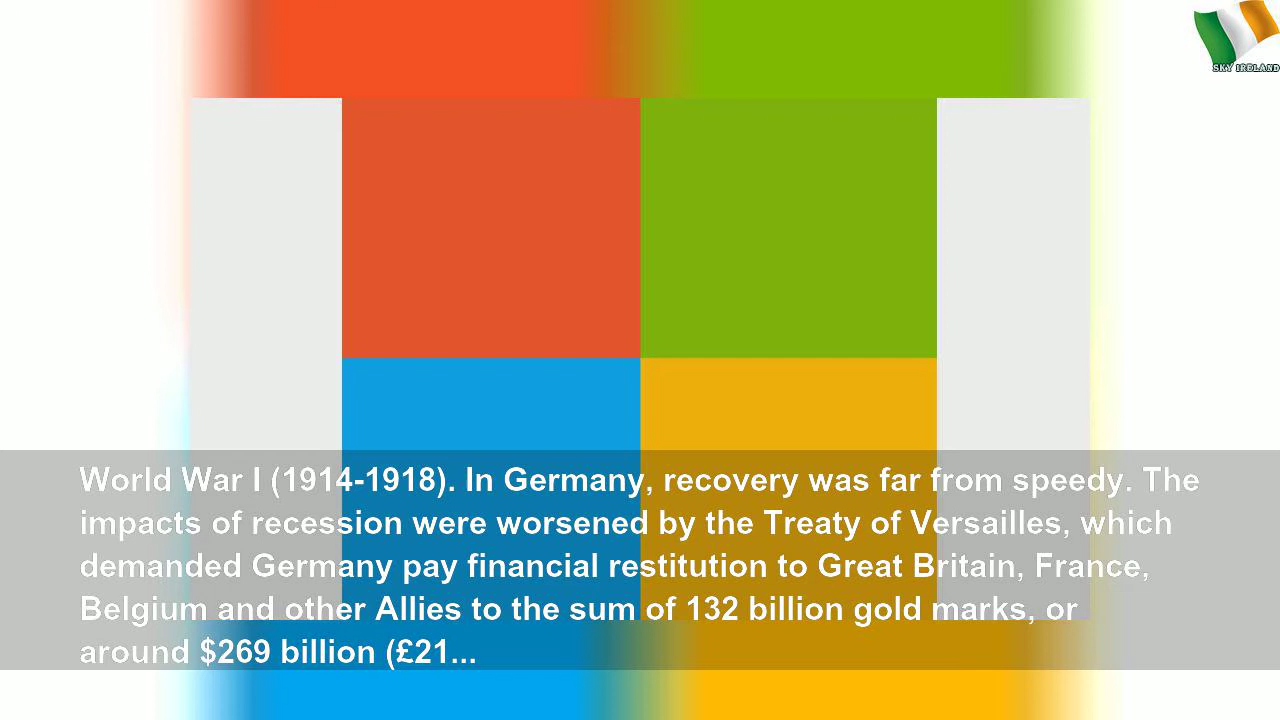 SKY IRELAND
World War I (1914-1918). In Germany, recovery was far from speedy. The
impacts of recession were worsened by the Treaty of Versailles, which
demanded Germany pay financial restitution to Great Britain, France,
Belgium and other Allies to the sum of 132 billion gold marks, or
around $269 billion (£21...